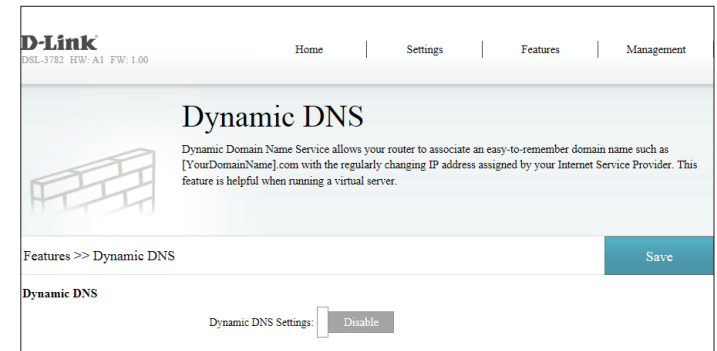 D-Link
DSL-3782 HW: A1 FW: 1.00
Home
Settings
Features
Management
Dynamic DNS
Dynamic Domain Name Service allows your router to associate an easy-to-remember domain name such as
[YourDomainName].com with the regularly changing IP address assigned by your Internet Service Provider. This
feature is helpful when running a virtual server.
Features >> Dynamic DNS
Save
Dynamic DNS
Dynamic DNS Settings: Disable